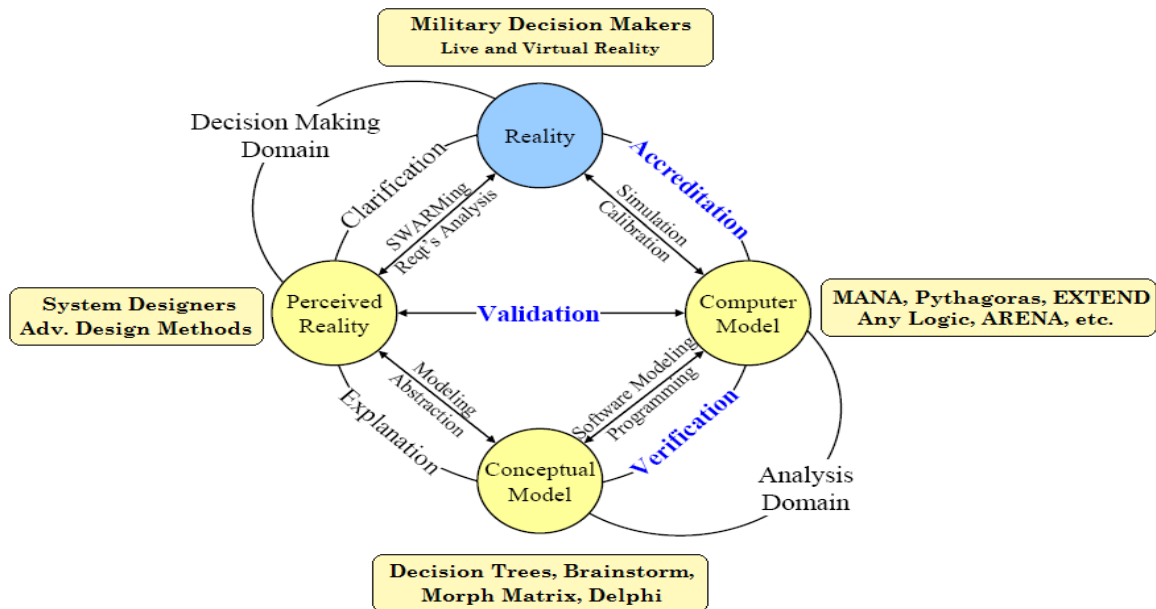 Military Decision Makers
Live and Virtual Reality
Decision Making
Domain
Reality
Clarification
SWARMing
Reqt's Analysis
Simulation
Calibration
Accreditation
System Designers
Adv. Design Methods
Perceived
Reality
Validation
Computer
Model
MANA, Pythagoras, EXTEND
Any Logic, ARENA, etc.
Explanation
Modeling
Abstraction
Software Modeling
Programming
Verification
Conceptual
Model
Analysis
Domain
Decision Trees, Brainstorm,
Morph Matrix, Delphi